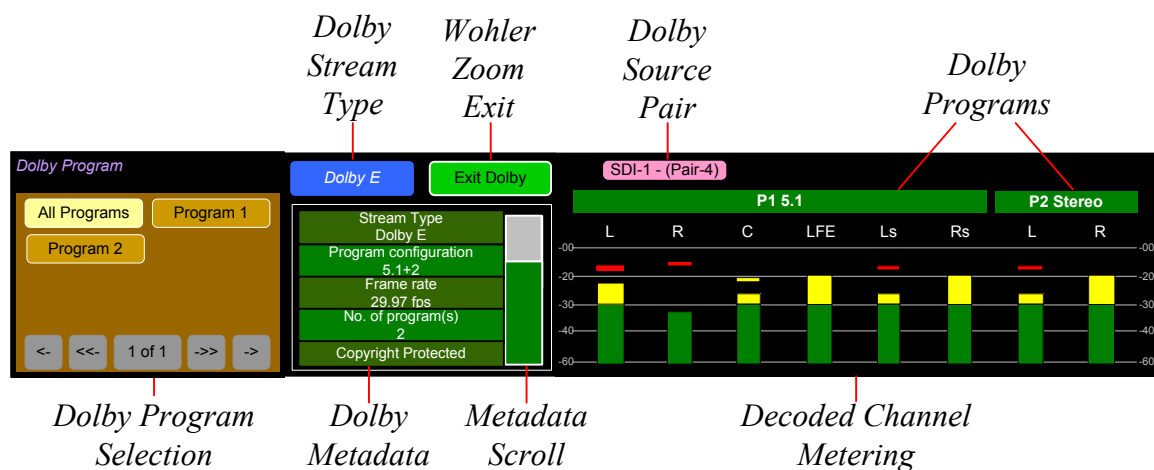 Dolby
Stream
Type
Wohler
Zoom
Exit
Dolby
Source
Pair
Dolby
Programs
Dolby Program
All Programs
Program 1
Program 2
<-
<<-
1 of 1
->>
->
Dolby E
Exit Dolby
Stream Type
Dolby E
Program configuration
5.1+2
Frame rate
29.97 fps
No. of program(s)
2
Copyright Protected
SDI-1 - (Pair-4)
P1 5.1
P2 Stereo
L R C LFE Ls Rs L R
-00 -00
-20 -20
-30 -30
-40 -40
-60 -60
Dolby Program
Selection
Dolby
Metadata
Metadata
Scroll
Decoded Channel
Metering